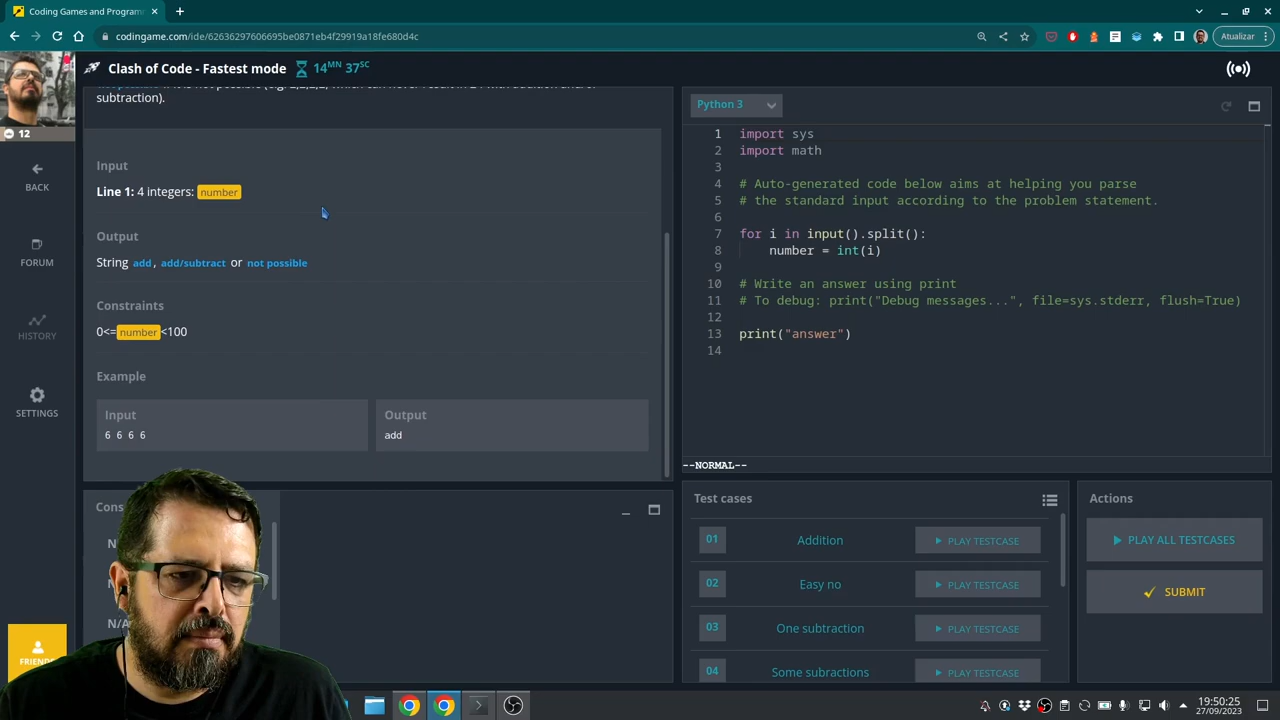 Coding Games and Program
codingame.com/ide/62636297606695be0871eb4f29919a18fe680d4c
Atualizar
Clash of Code - Fastest mode
14MN 37SC
12
BACK
FORUM
HISTORY
SETTINGS
FRIEN
subtraction).
Input
Line 1: 4 integers: number
Output
String add, add/subtract or not possible
Constraints
0<=number<100
Example
Input
6 6 6 6
Output
add
Cons
N
N/A
Python 3
1 import sys
2 import math
3
4 # Auto-generated code below aims at helping you parse
5 # the standard input according to the problem statement.
6
7 for i in input().split():
8 number = int(i)
9
10 # Write an answer using print
11 # To debug: print("Debug messages...", file=sys.stderr, flush=True)
12
13 print("answer")
14
--NORMAL--
Test cases
01 Addition PLAY TESTCASE
02 Easy no PLAY TESTCASE
03 One subtraction PLAY TESTCASE
04 Some subractions PLAY TESTCASE
Actions
PLAY ALL TESTCASES
SUBMIT
19:50:25
27/09/2023